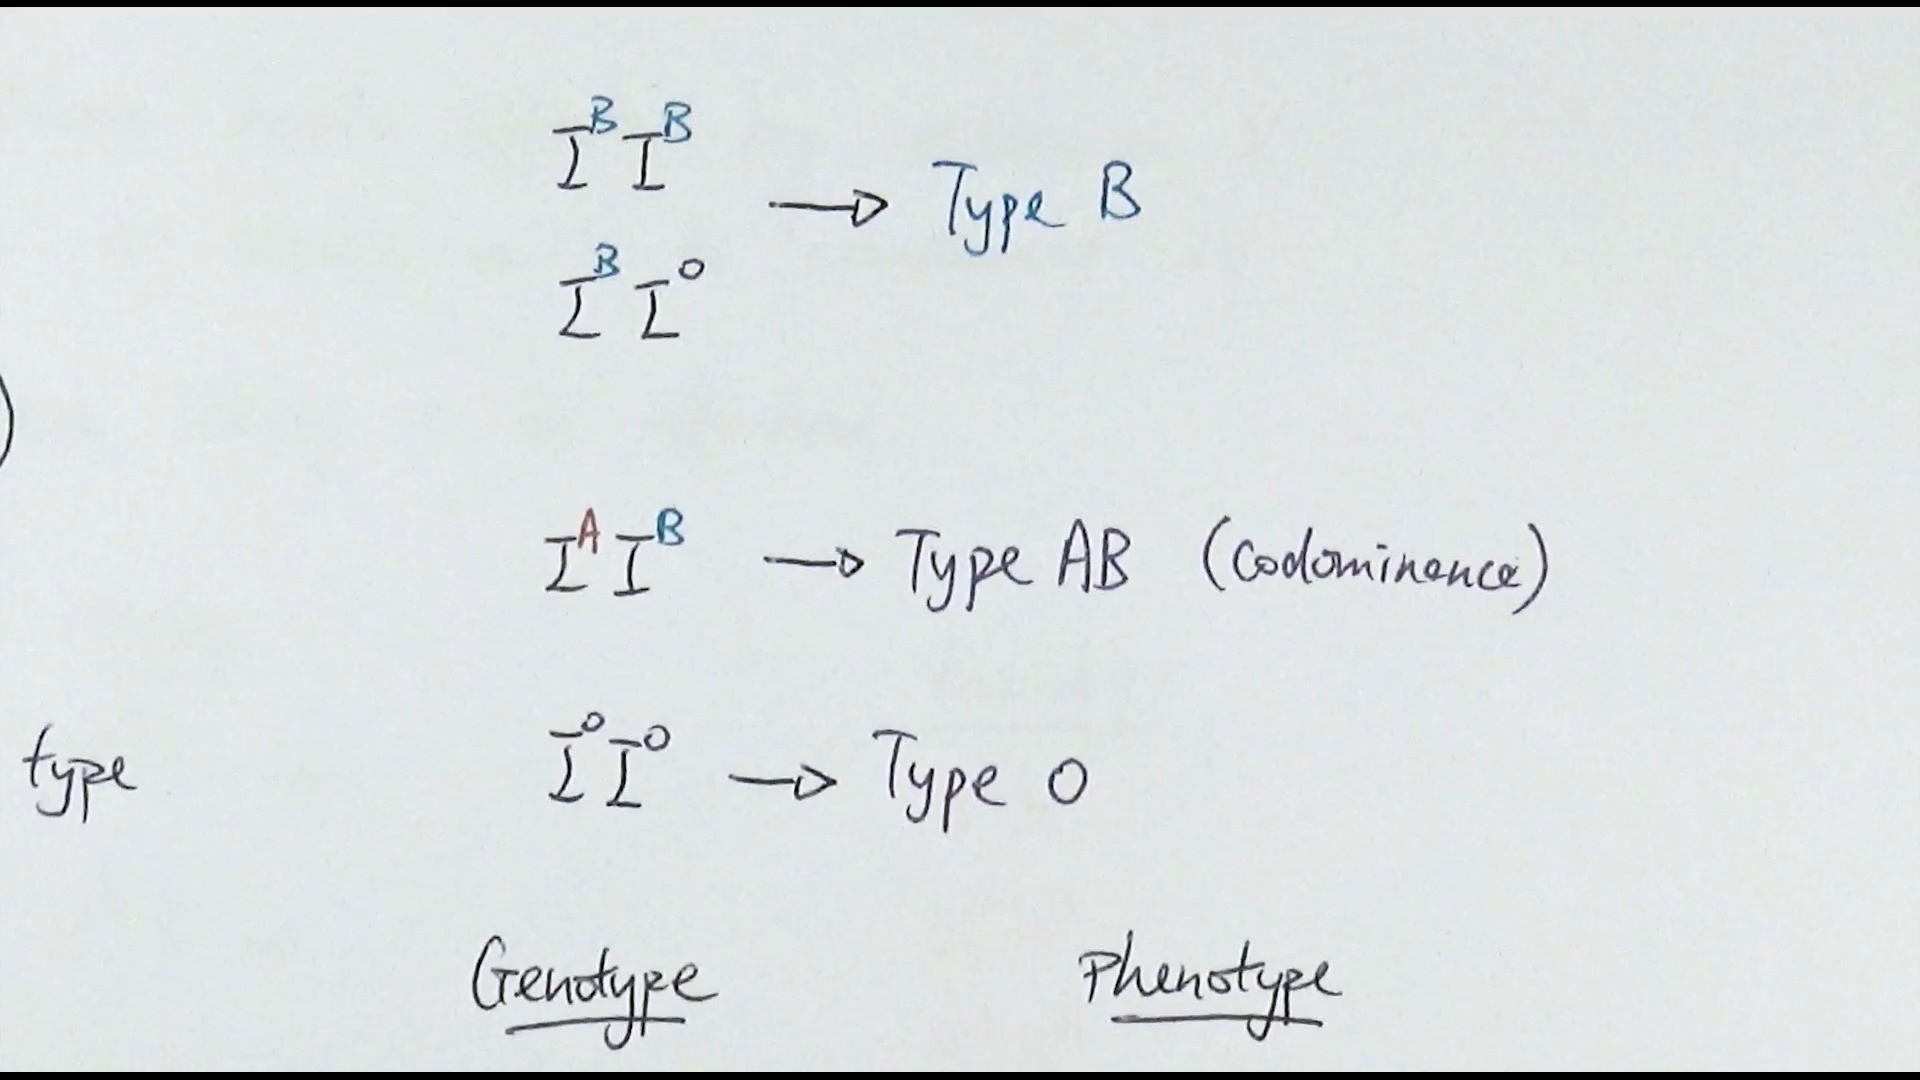 I^B I^B
→ Type B
I^B I^O
I^A I^B → Type AB (Codominance)
type I^O I^O → Type O
Genotype Phenotype